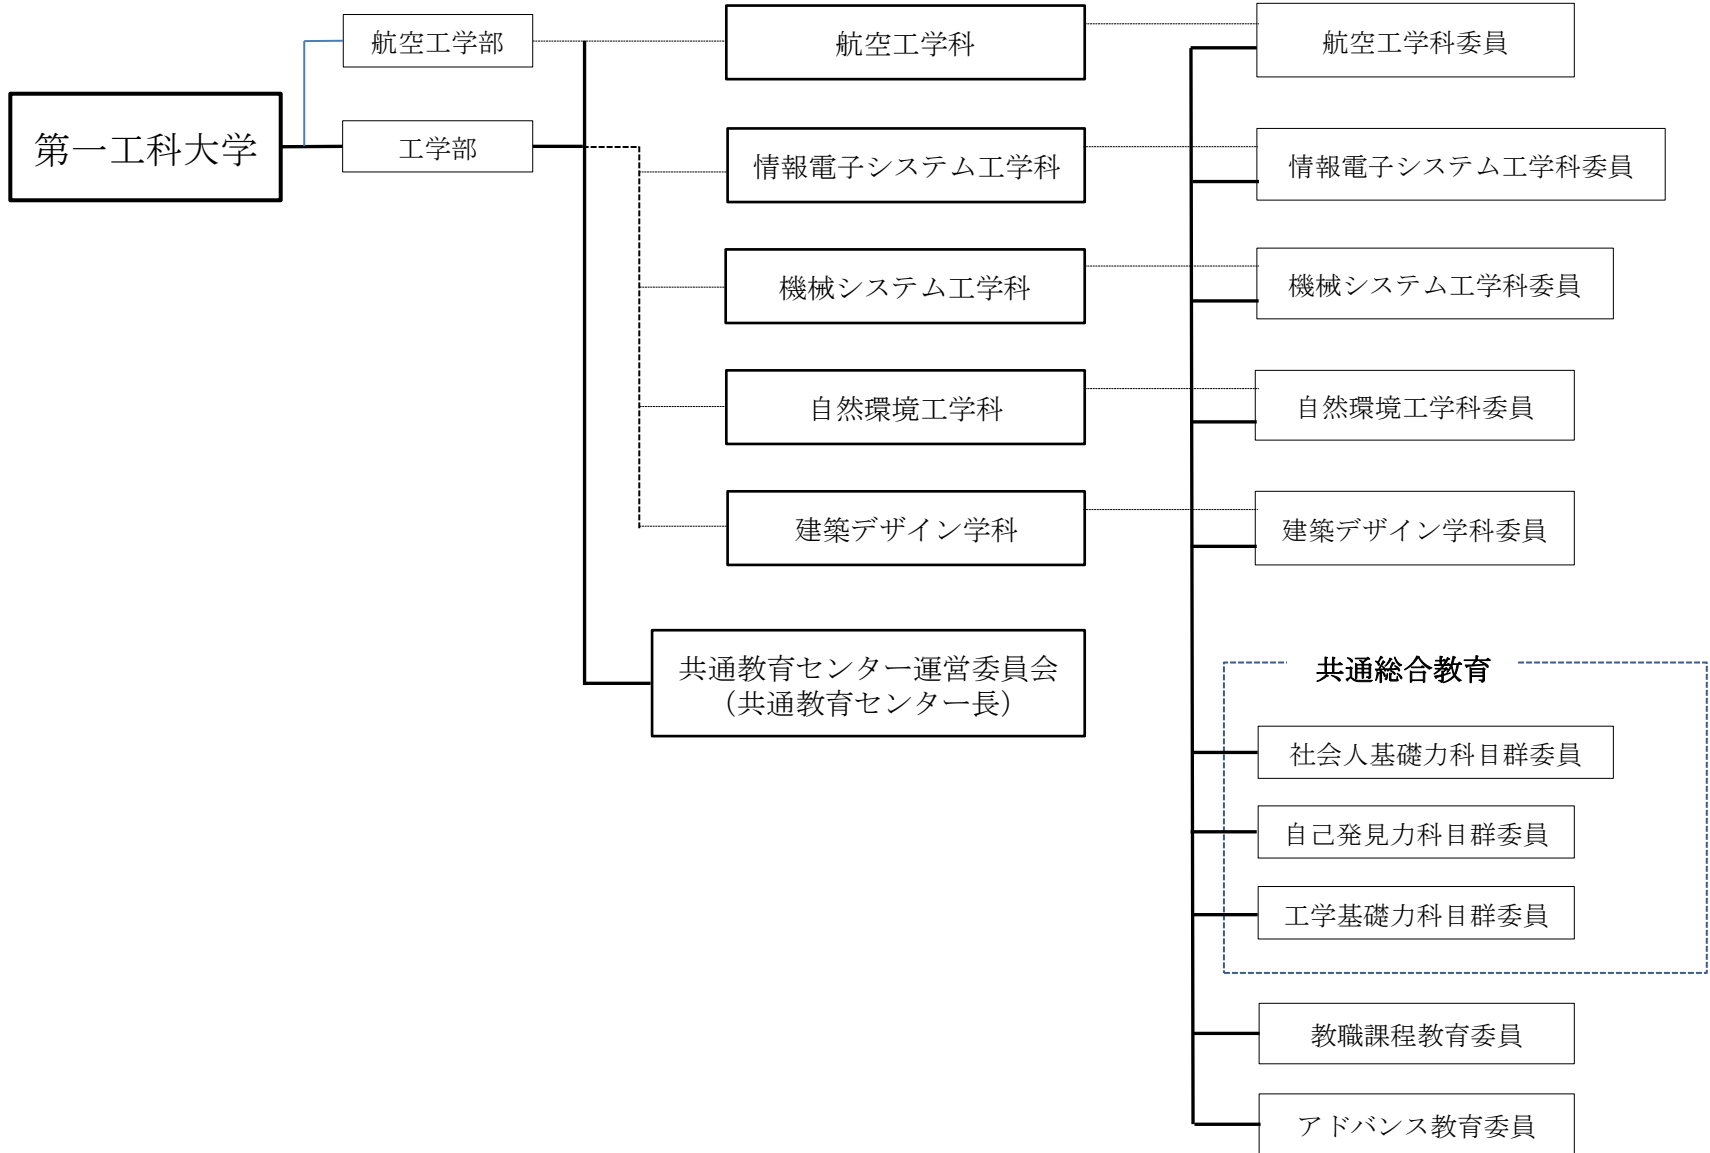 航空工学部
航空工学科
航空工学科委員
第一工科大学
工学部
情報電子システム工学科
情報電子システム工学科委員
機械システム工学科
機械システム工学科委員
自然環境工学科
自然環境工学科委員
建築デザイン学科
建築デザイン学科委員
共通教育センター運営委員会
（共通教育センター長）
共通総合教育
社会人基礎力科目群委員
自己発見力科目群委員
工学基礎力科目群委員
教職課程教育委員
アドバンス教育委員